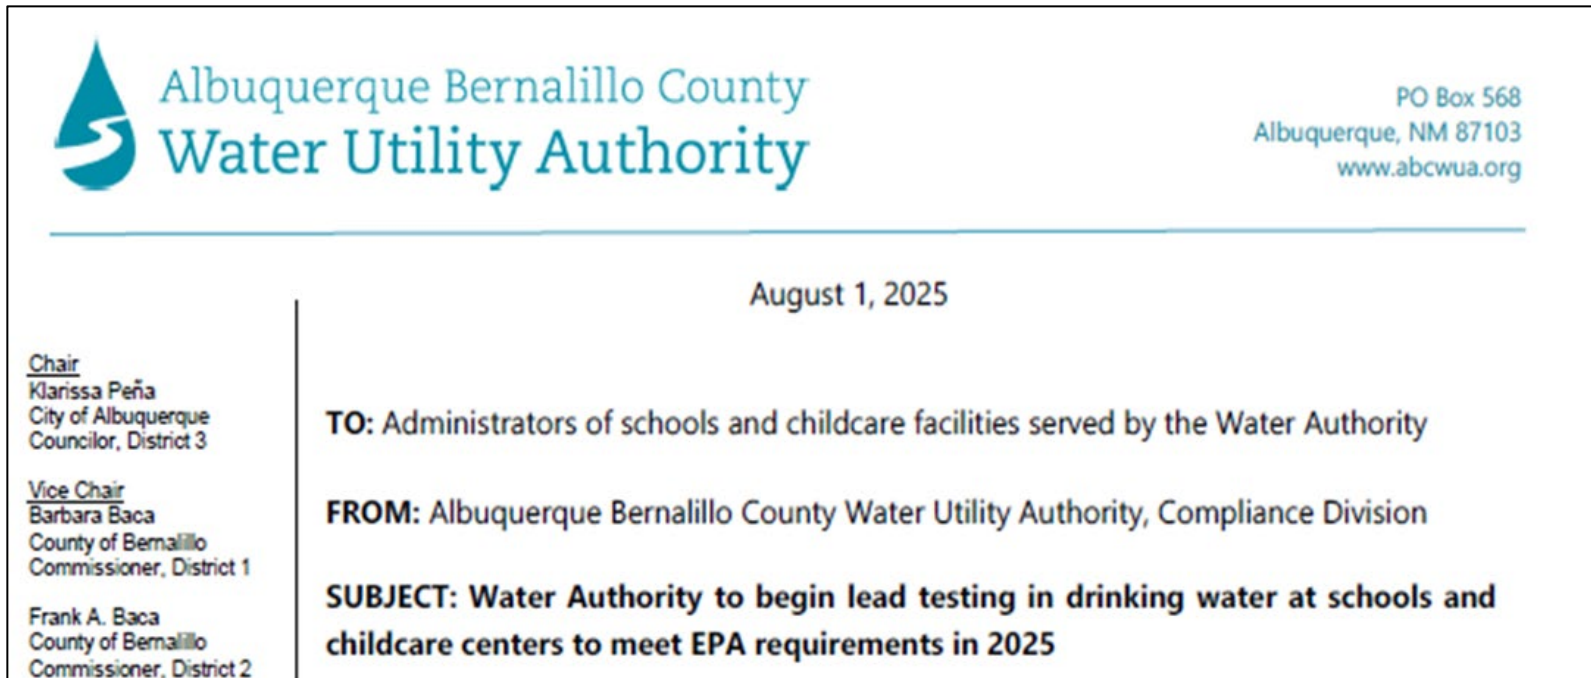 Albuquerque Bernalillo County
Water Utility Authority
PO Box 568
Albuquerque, NM 87103
www.abcwua.org
August 1, 2025
Chair
Klarissa Peña
City of Albuquerque
Councilor, District 3
Vice Chair
Barbara Baca
County of Bernalillo
Commissioner, District 1
Frank A. Baca
County of Bernalillo
Commissioner, District 2
TO: Administrators of schools and childcare facilities served by the Water Authority
FROM: Albuquerque Bernalillo County Water Utility Authority, Compliance Division
SUBJECT: Water Authority to begin lead testing in drinking water at schools and
childcare centers to meet EPA requirements in 2025